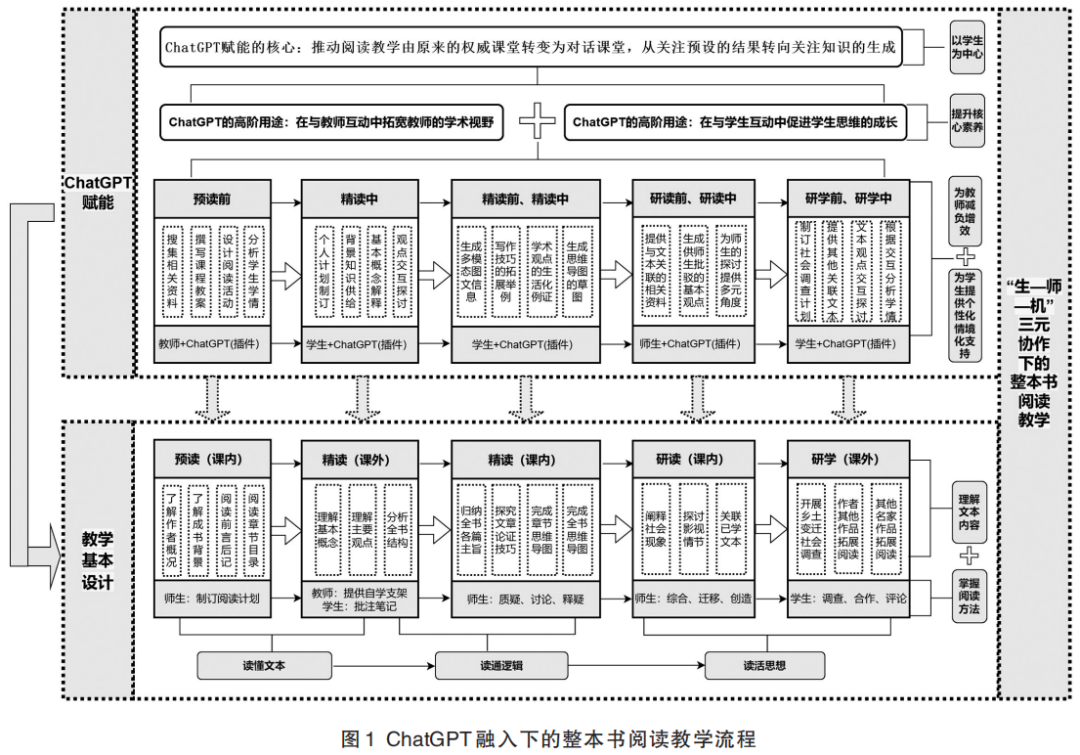 ChatGPT赋能的核心：推动阅读教学由原来的权威课堂转变为对话课堂，从关注预设的结果转向关注知识的生成
以学生
为中心
ChatGPT的高阶用途：在与教师互动中拓宽教师的学术视野
ChatGPT的高阶用途：在与学生互动中促进学生思维的成长
提升核
心素养
ChatGPT
赋能
预读前
搜集相关资料
撰写课程教案
设计阅读活动
分析学生学情
教师+ChatGPT(插件)
精读中
个人计划制订
背景知识供给
基本概念解释
观点交互探讨
学生+ChatGPT(插件)
精读前、精读中
生成多模态图文信息
写作技巧的拓展举例
学术观点的生活化例证
生成思维导图的草图
学生+ChatGPT(插件)
研读前、研读中
提供与文本关联的相关资料
生成供师生批驳的基本观点
为师生的探讨提供多元角度
师生+ChatGPT(插件)
研学前、研学中
制订社会调查计划
提供其他关联文本
文本观点交互探讨
根据交互分析学情
学生+ChatGPT(插件)
为教
师减
负增
效
为学
生提
供个
性化
情境
化支
持
“生—师
—机”
三元
协作
下的
整本书
阅读
教学
教学
基本
设计
预读（课内）
了解作者概况
了解成书背景
阅读前言后记
阅读章节目录
师生：制订阅读计划
精读（课外）
理解基本概念
理解主要观点
分析全书结构
教师：提供自学支架
学生：批注笔记
精读（课内）
归纳全书各篇主旨
探究文章论证技巧
完成章节思维导图
完成全书思维导图
师生：质疑、讨论、释疑
研读（课内）
阐释社会现象
探讨影视情节
关联已学文本
师生：综合、迁移、创造
研学（课外）
开展乡土变迁社会调查
作者其他作品拓展阅读
其他名家作品拓展阅读
学生：调查、合作、评论
理解
文本
内容
掌握
阅读
方法
读懂文本
读通逻辑
读活思想
图1 ChatGPT融入下的整本书阅读教学流程